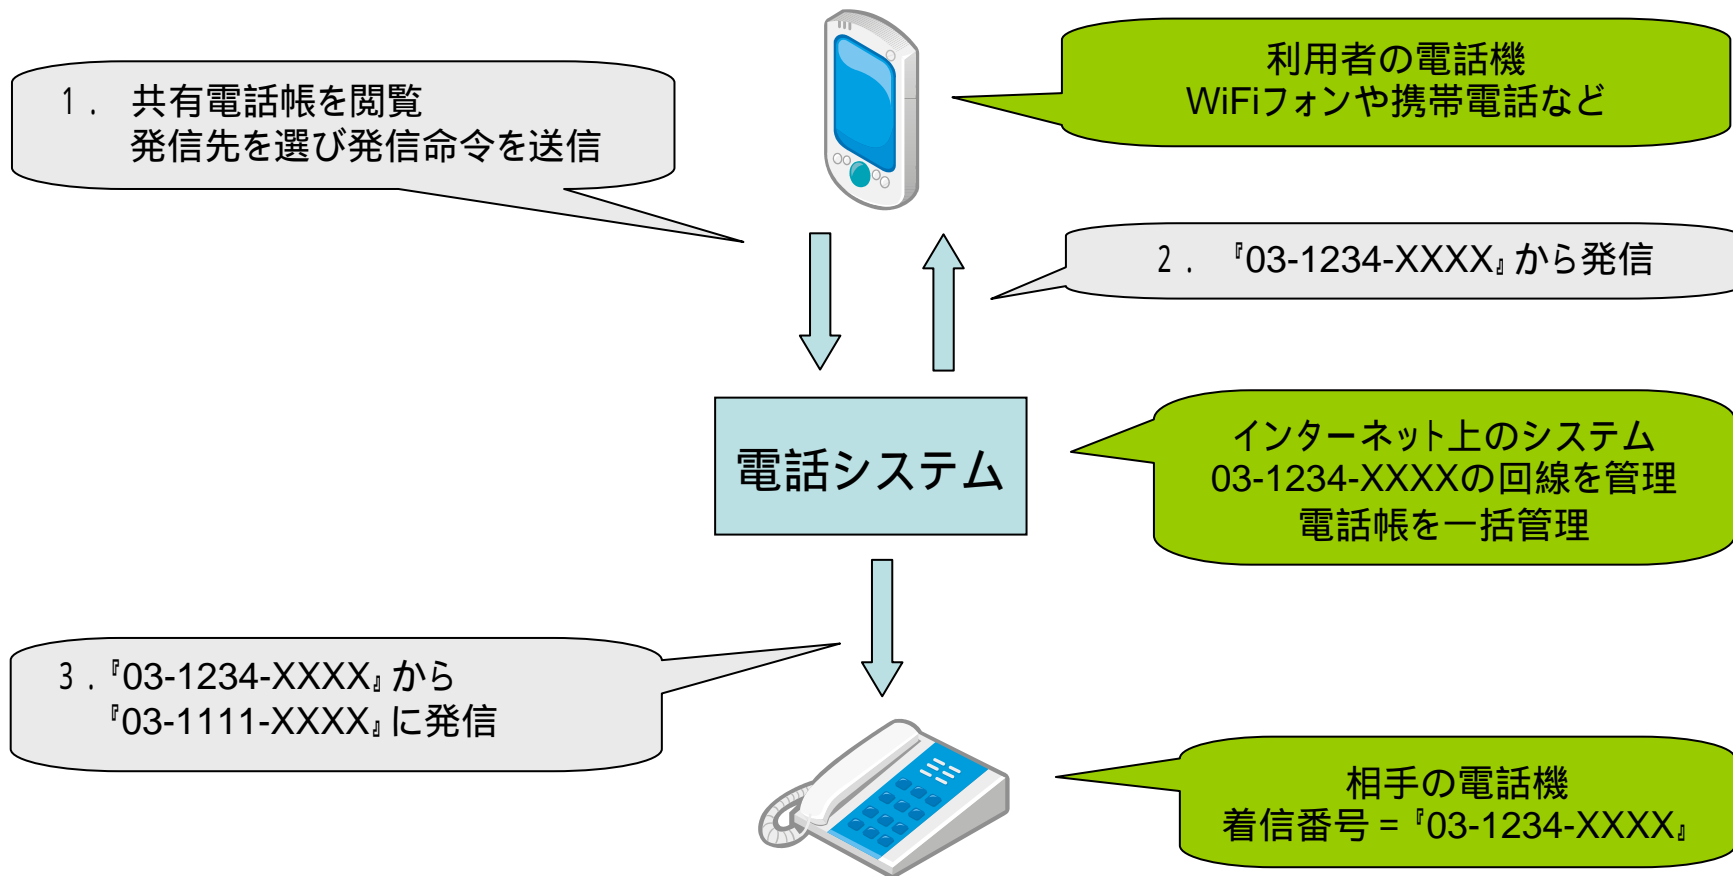 利用者の電話機
WiFiフォンや携帯電話など
1. 共有電話帳を閲覧
発信先を選び発信命令を送信
2. 『03-1234-XXXX』から発信
電話システム
インターネット上のシステム
03-1234-XXXXの回線を管理
電話帳を一括管理
3.『03-1234-XXXX』から
『03-1111-XXXX』に発信
相手の電話機
着信番号 = 『03-1234-XXXX』